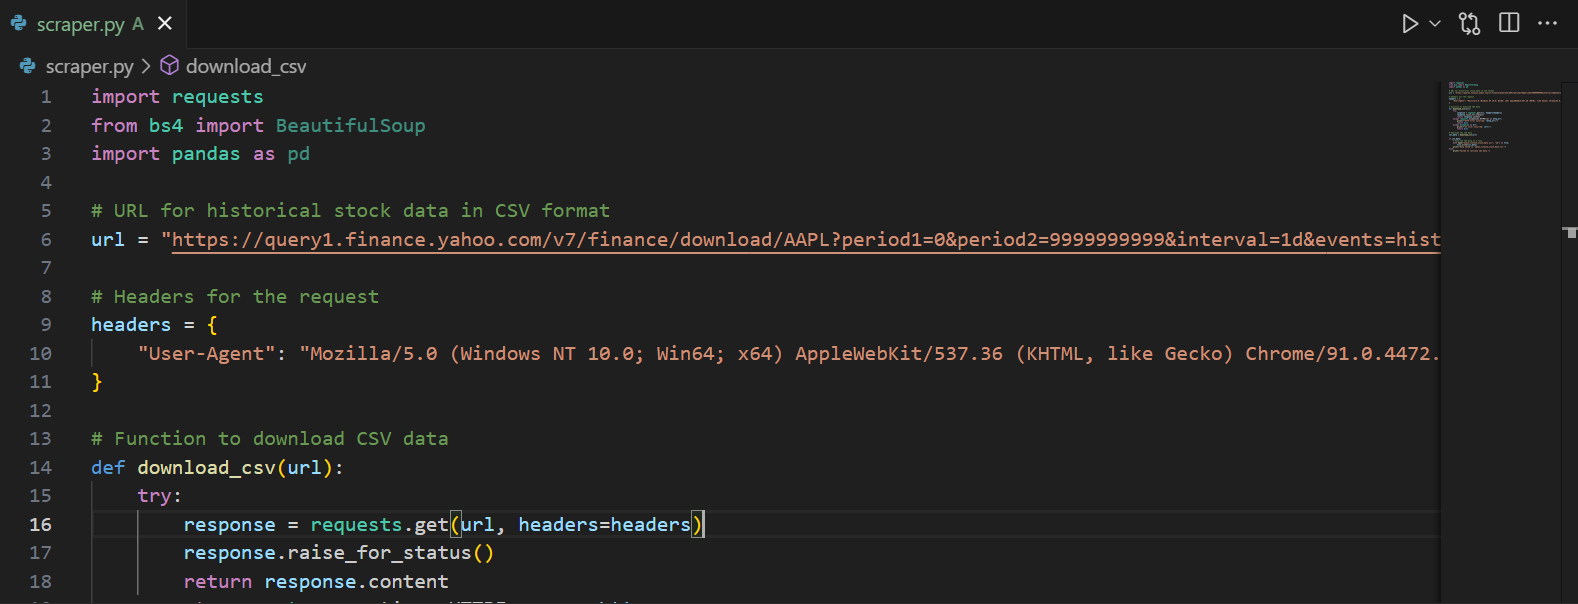 scraper.py A
scraper.py > download_csv
1 import requests
2 from bs4 import BeautifulSoup
3 import pandas as pd
4
5 # URL for historical stock data in CSV format
6 url = "https://query1.finance.yahoo.com/v7/finance/download/AAPL?period1=0&period2=9999999999&interval=1d&events=hist
7
8 # Headers for the request
9 headers = {
10 "User-Agent": "Mozilla/5.0 (Windows NT 10.0; Win64; x64) AppleWebKit/537.36 (KHTML, like Gecko) Chrome/91.0.4472.
11 }
12
13 # Function to download CSV data
14 def download_csv(url):
15 try:
16 response = requests.get(url, headers=headers)
17 response.raise_for_status()
18 return response.content